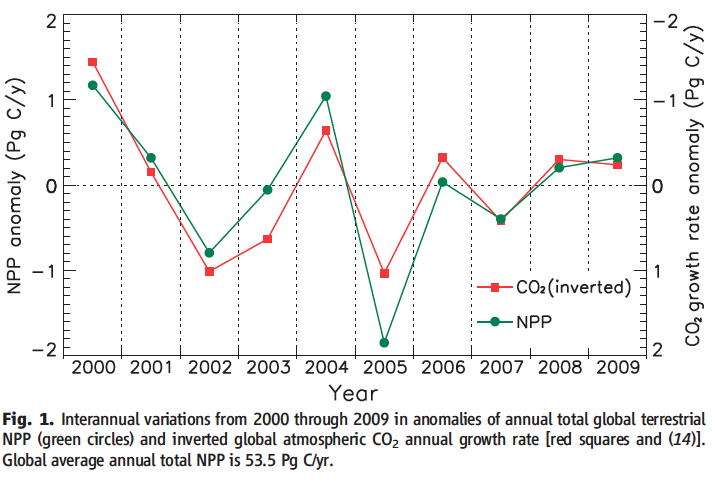 2
1
0
−1
−2
NPP anomaly (Pg C/y)
−2
−1
0
1
2
CO₂ growth rate anomaly (Pg C/y)
CO₂(inverted)
NPP
2000 2001 2002 2003 2004 2005 2006 2007 2008 2009
Year
Fig. 1. Interannual variations from 2000 through 2009 in anomalies of annual total global terrestrial
NPP (green circles) and inverted global atmospheric CO₂ annual growth rate [red squares and (14)].
Global average annual total NPP is 53.5 Pg C/yr.